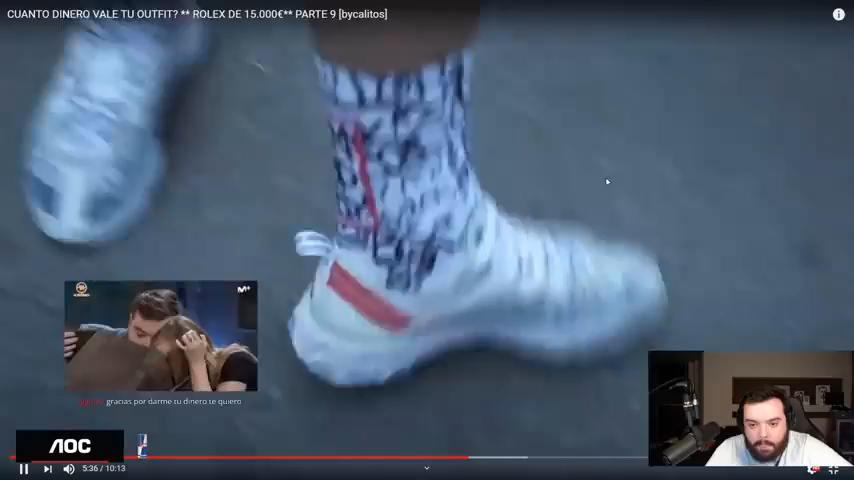 CUANTO DINERO VALE TU OUTFIT? ** ROLEX DE 15.000€** PARTE 9 [bycalitos]
gracias por darme tu dinero te quiero
AOC
5:36 / 10:13